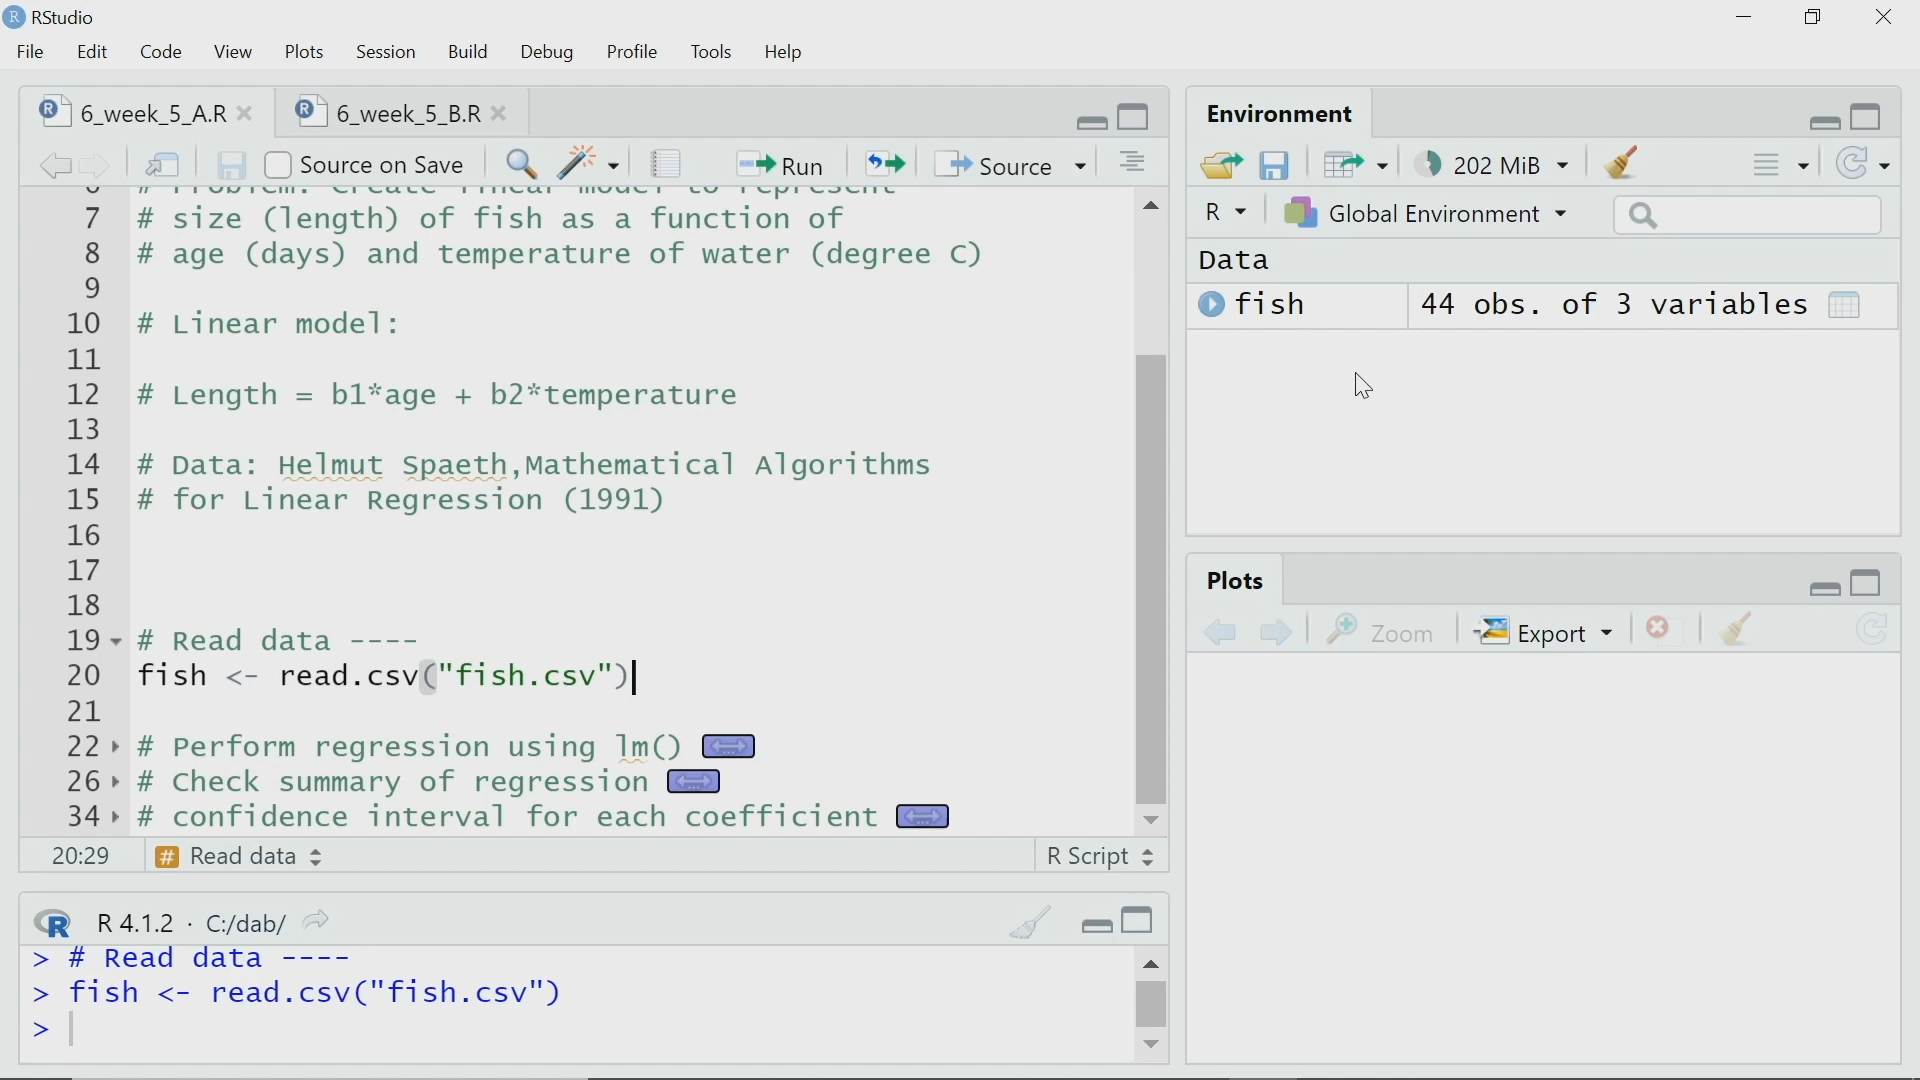 RStudio
File Edit Code View Plots Session Build Debug Profile Tools Help
6_week_5_A.R
6_week_5_B.R
Source on Save
Run
Source
# Problem: Create linear model to represent
7 # size (length) of fish as a function of
8 # age (days) and temperature of water (degree C)
9
10 # Linear model:
11
12 # Length = b1*age + b2*temperature
13
14 # Data: Helmut Spaeth,Mathematical Algorithms
15 # for Linear Regression (1991)
16
17
18
19 # Read data ----
20 fish <- read.csv("fish.csv")
21
22 # Perform regression using lm()
26 # Check summary of regression
34 # confidence interval for each coefficient
20:29 # Read data R Script
R 4.1.2 · C:/dab/
> # Read data ----
> fish <- read.csv("fish.csv")
>
Environment
202 MiB
R Global Environment
Data
fish 44 obs. of 3 variables
Plots
Zoom Export